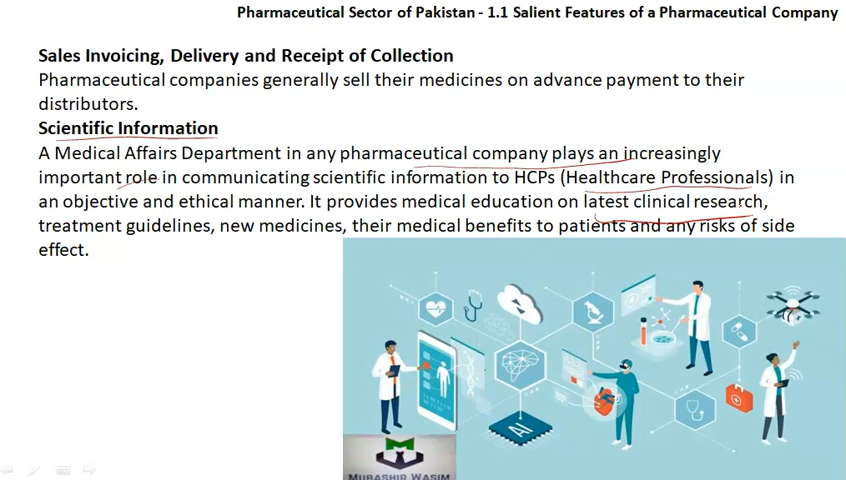 Pharmaceutical Sector of Pakistan - 1.1 Salient Features of a Pharmaceutical Company
Sales Invoicing, Delivery and Receipt of Collection
Pharmaceutical companies generally sell their medicines on advance payment to their
distributors.
Scientific Information
A Medical Affairs Department in any pharmaceutical company plays an increasingly
important role in communicating scientific information to HCPs (Healthcare Professionals) in
an objective and ethical manner. It provides medical education on latest clinical research,
treatment guidelines, new medicines, their medical benefits to patients and any risks of side
effect.
AI
MUBASHIR WASIM